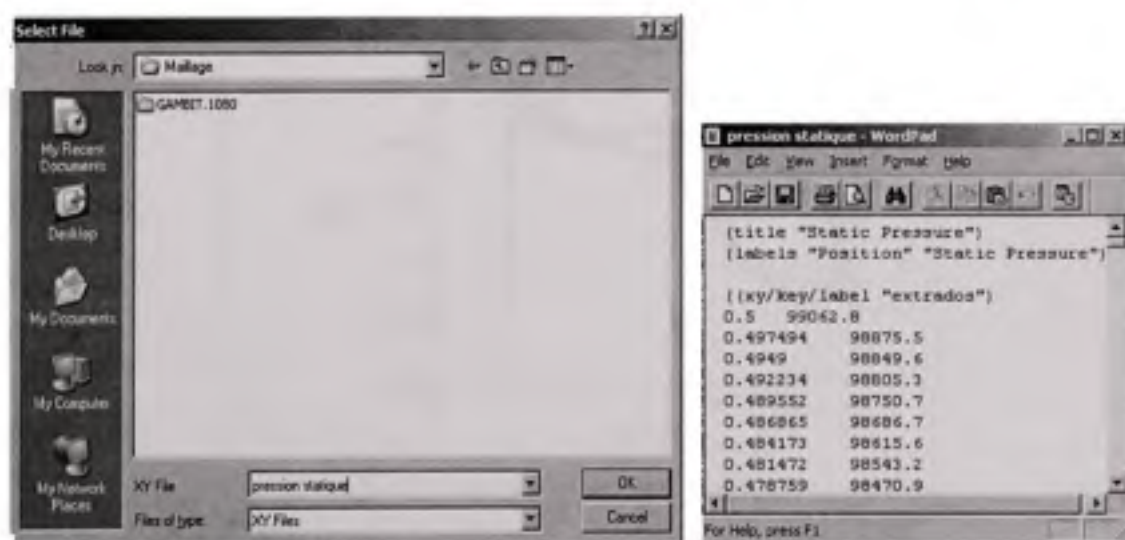 Select File
Look in: Maillage
GAMBIT.1080
My Recent
Documents
Desktop
My Documents
My Computer
My Network
Places
XY File pression statique OK
Files of type: XY Files Cancel
pression statique - WordPad
File Edit View Insert Format Help
(title "Static Pressure")
(labels "Position" "Static Pressure")
((xy/key/label "extrados")
0.5 99062.8
0.497494 98875.5
0.4949 98849.6
0.492234 98805.3
0.489552 98750.7
0.486865 98686.7
0.484173 98615.6
0.481472 98543.2
0.478759 98470.9
For Help, press F1